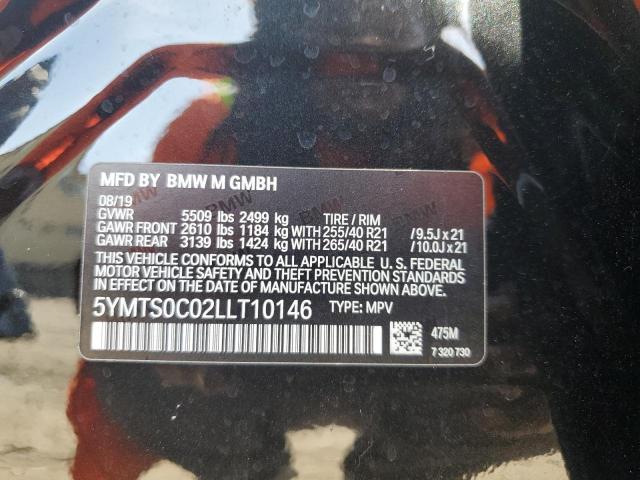 MFD BY BMW M GMBH
08/19
GVWR 5509 lbs 2499 kg TIRE / RIM
GAWR FRONT 2610 lbs 1184 kg WITH 255/40 R21 /9.5J x 21
GAWR REAR 3139 lbs 1424 kg WITH 265/40 R21 /10.0J x 21
THIS VEHICLE CONFORMS TO ALL APPLICABLE U. S. FEDERAL
MOTOR VEHICLE SAFETY, BUMPER, AND THEFT PREVENTION STANDARDS
IN EFFECT ON THE DATE OF MANUFACTURE SHOWN ABOVE.
5YMTS0C02LLT10146 TYPE: MPV
475M
7 320 730